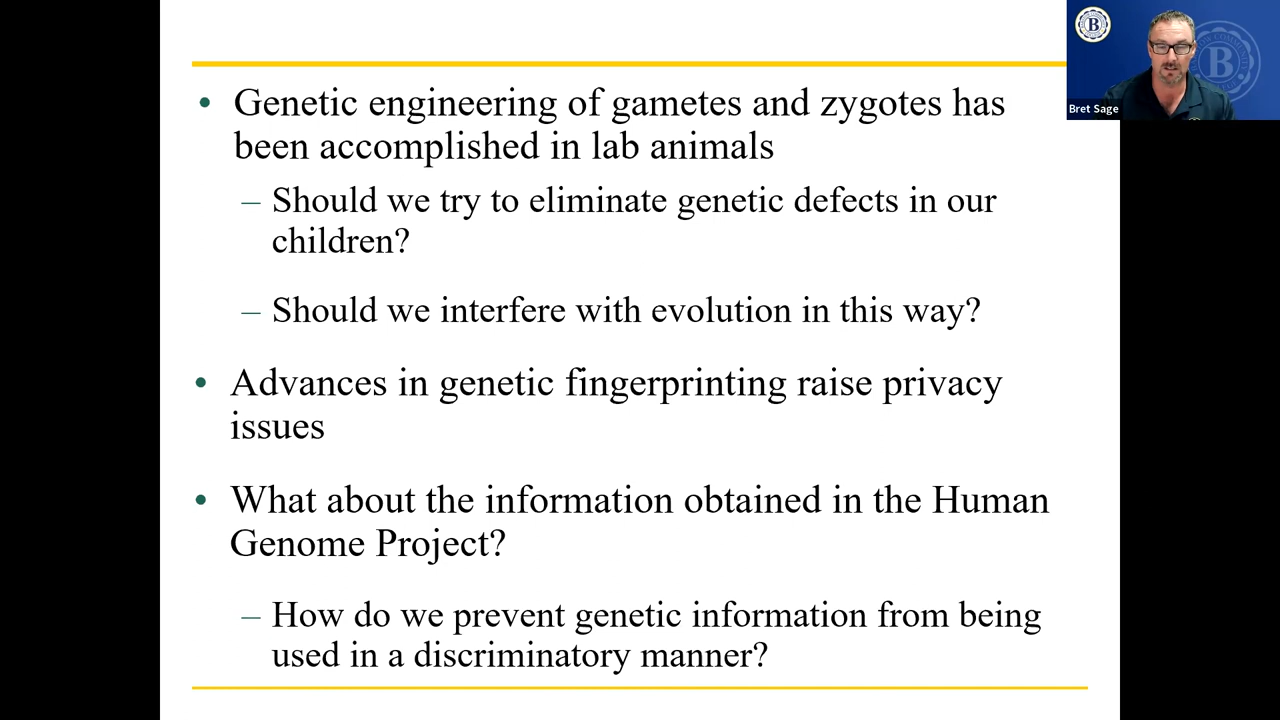 • Genetic engineering of gametes and zygotes has
been accomplished in lab animals
– Should we try to eliminate genetic defects in our
children?
– Should we interfere with evolution in this way?
• Advances in genetic fingerprinting raise privacy
issues
• What about the information obtained in the Human
Genome Project?
– How do we prevent genetic information from being
used in a discriminatory manner?
B
B
Bret Sage